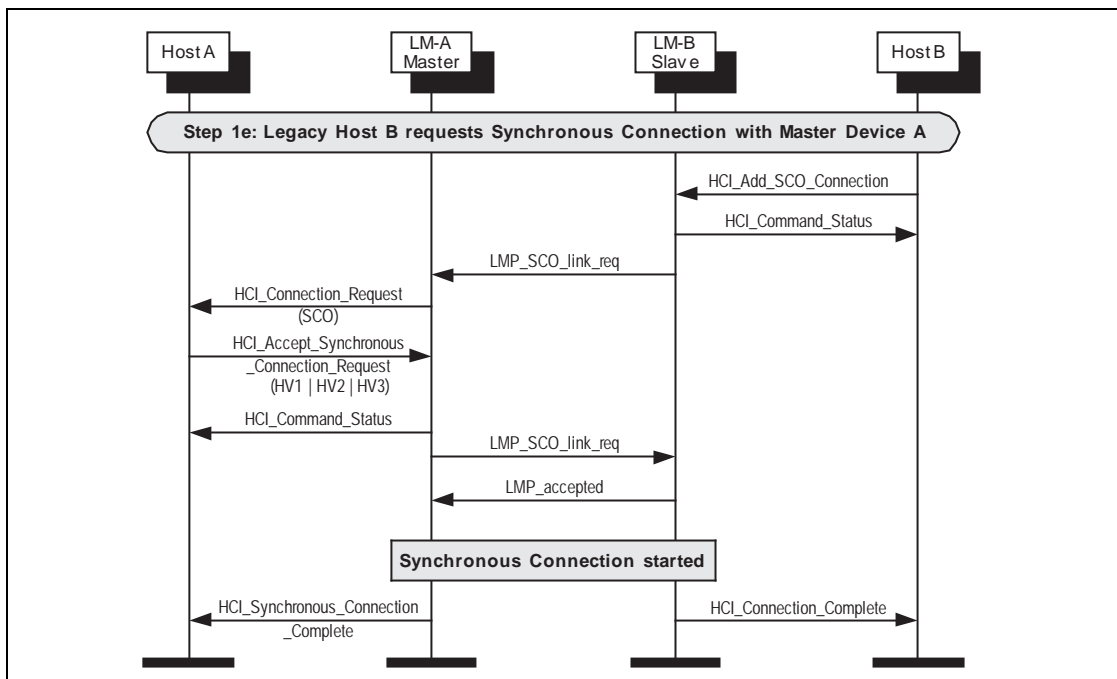 Host A
LM-A
Master
LM-B
Slave
Host B
Step 1e: Legacy Host B requests Synchronous Connection with Master Device A
HCI_Add_SCO_Connection
HCI_Command_Status
LMP_SCO_link_req
HCI_Connection_Request
(SCO)
HCI_Accept_Synchronous
_Connection_Request
(HV1 | HV2 | HV3)
HCI_Command_Status
LMP_SCO_link_req
LMP_accepted
Synchronous Connection started
HCI_Synchronous_Connection
_Complete
HCI_Connection_Complete